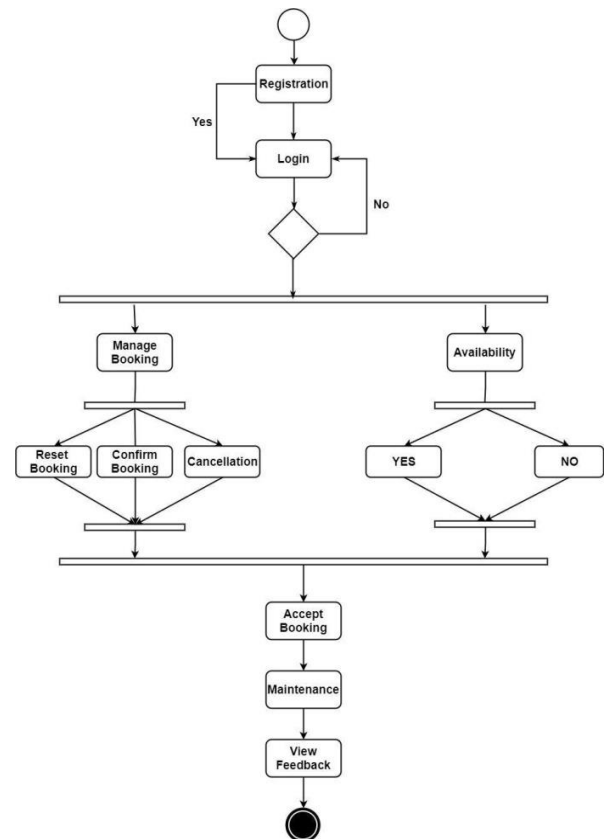 Registration
Yes
Login
No
Manage
Booking
Availability
Reset
Booking
Confirm
Booking
Cancellation
YES
NO
Accept
Booking
Maintenance
View
Feedback